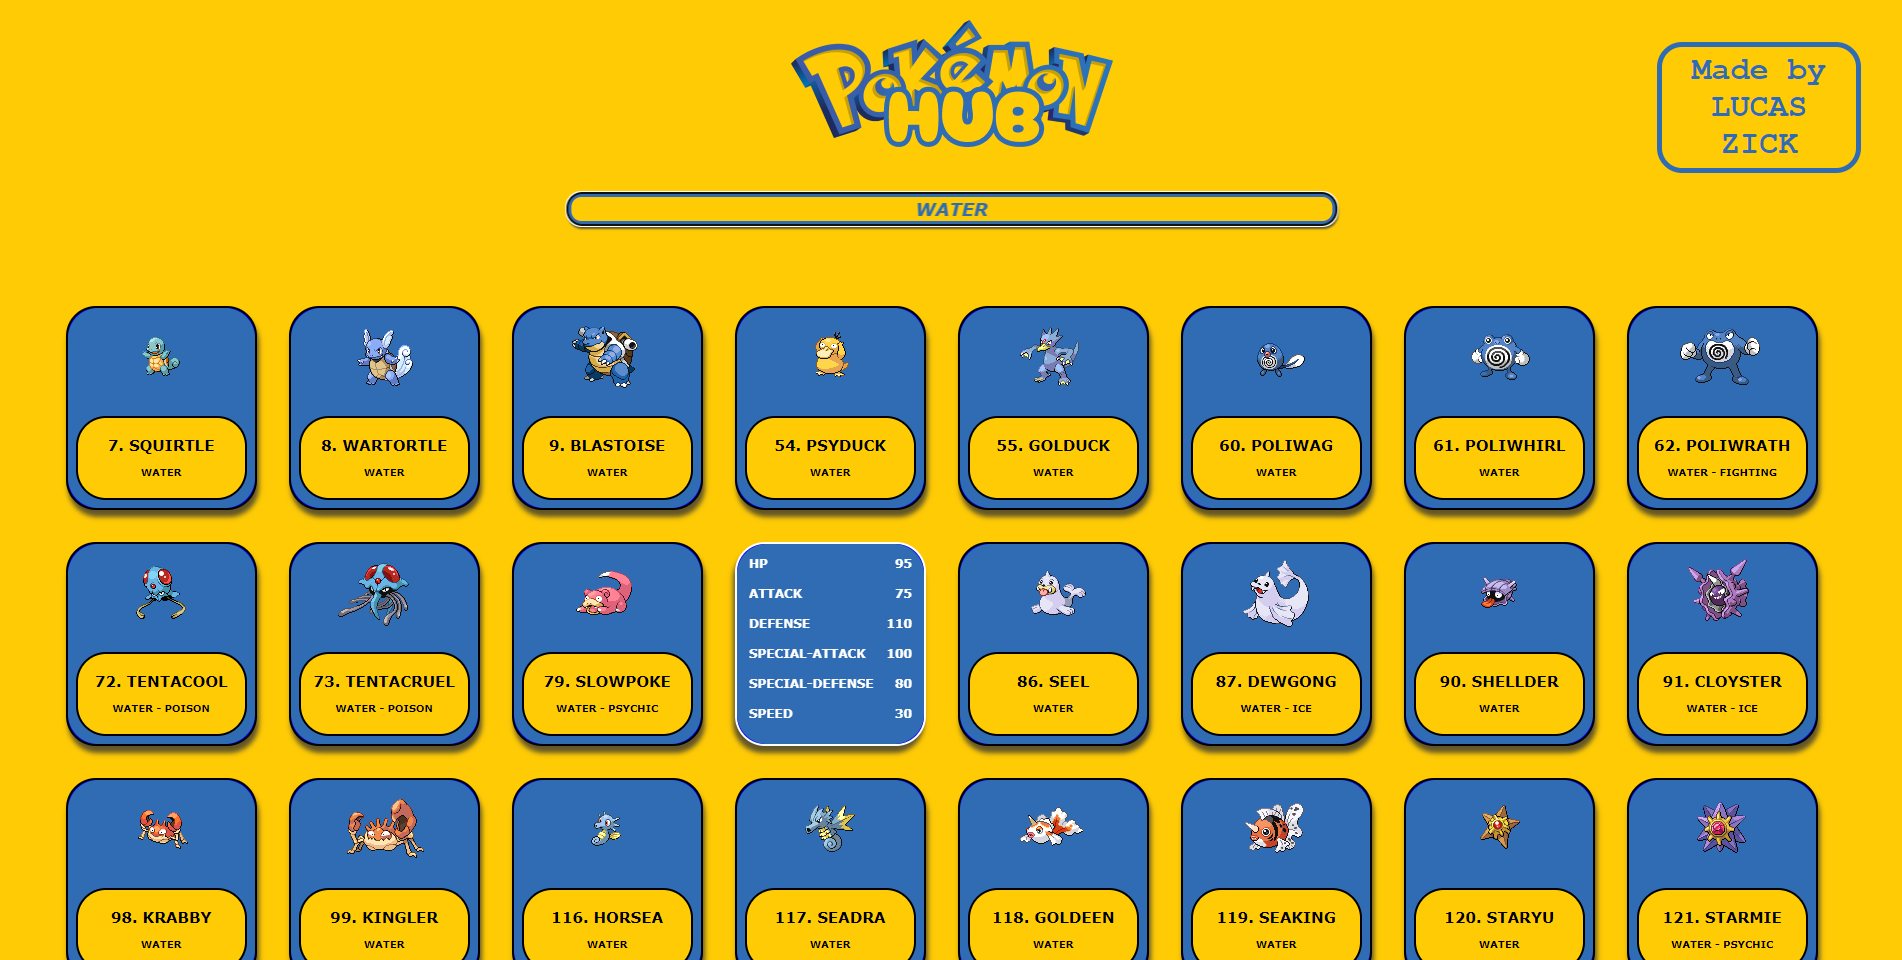 Pokémon
HUB
Made by
LUCAS
ZICK
WATER
7. SQUIRTLE
WATER
8. WARTORTLE
WATER
9. BLASTOISE
WATER
54. PSYDUCK
WATER
55. GOLDUCK
WATER
60. POLIWAG
WATER
61. POLIWHIRL
WATER
62. POLIWRATH
WATER - FIGHTING
72. TENTACOOL
WATER - POISON
73. TENTACRUEL
WATER - POISON
79. SLOWPOKE
WATER - PSYCHIC
HP 95
ATTACK 75
DEFENSE 110
SPECIAL-ATTACK 100
SPECIAL-DEFENSE 80
SPEED 30
86. SEEL
WATER
87. DEWGONG
WATER - ICE
90. SHELLDER
WATER
91. CLOYSTER
WATER - ICE
98. KRABBY
WATER
99. KINGLER
WATER
116. HORSEA
WATER
117. SEADRA
WATER
118. GOLDEEN
WATER
119. SEAKING
WATER
120. STARYU
WATER
121. STARMIE
WATER - PSYCHIC